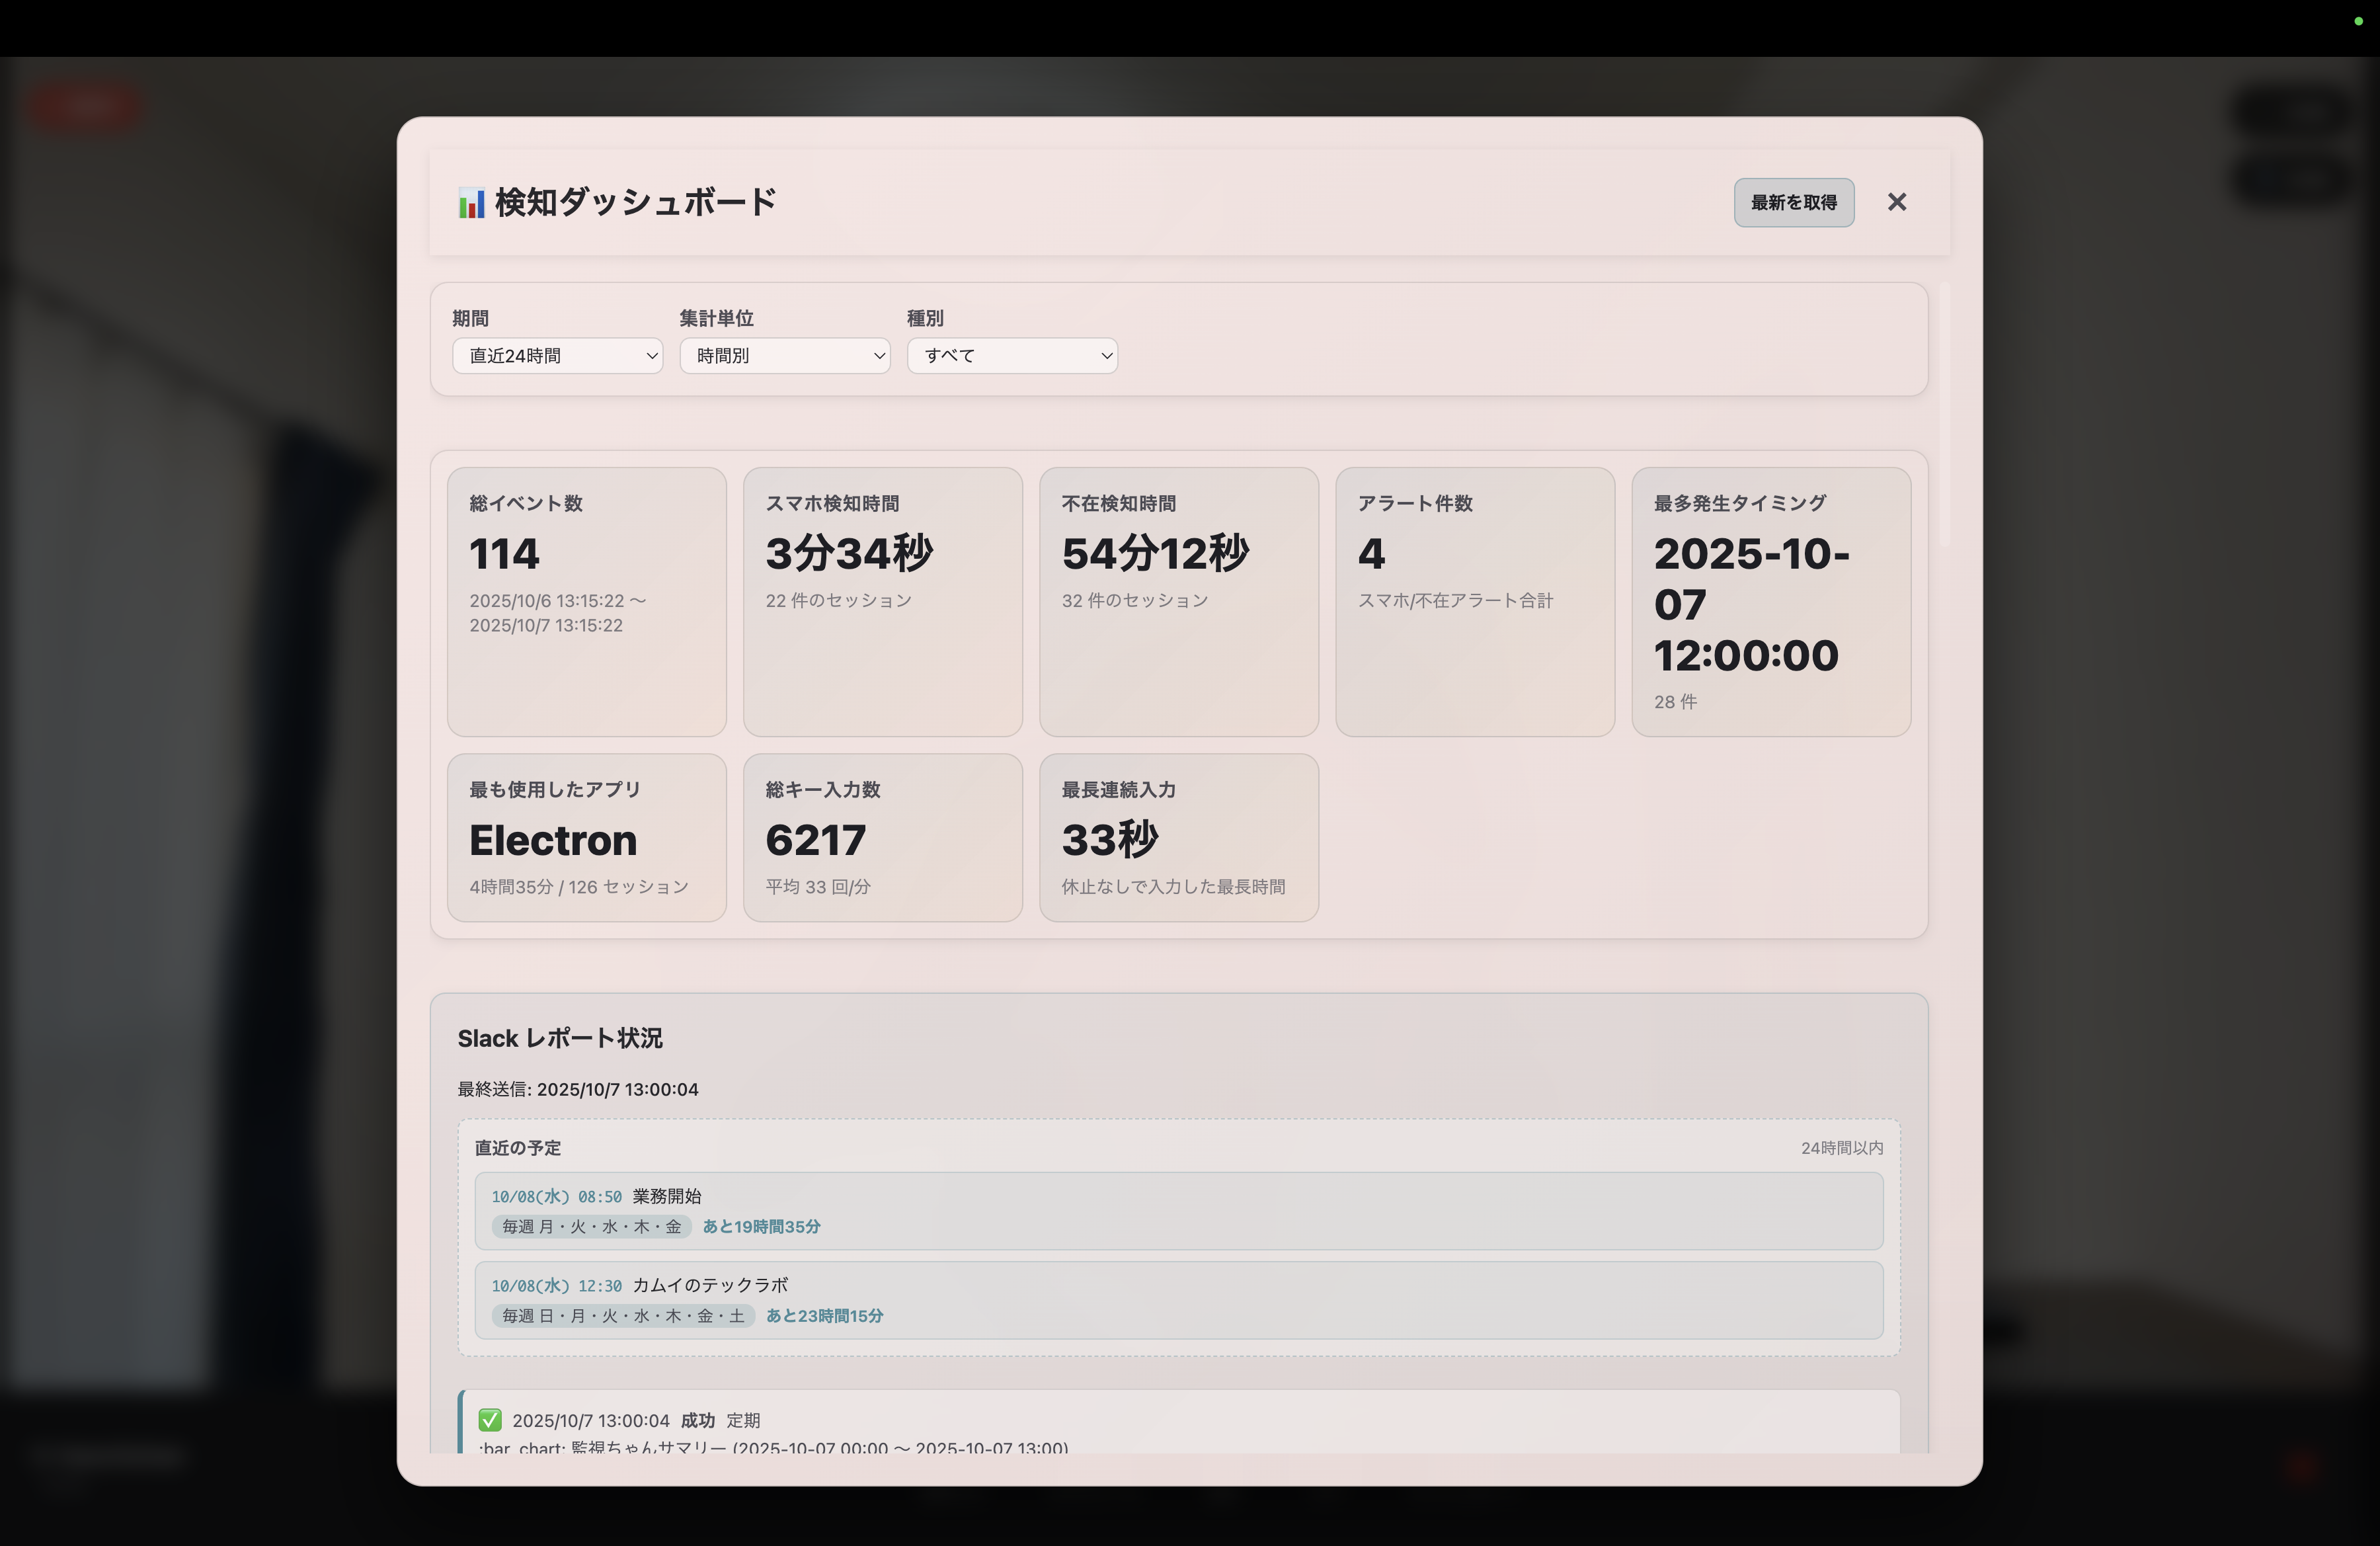 📊 検知ダッシュボード
最新を取得 ✕
期間 集計単位 種別
直近24時間 時間別 すべて
総イベント数
114
2025/10/6 13:15:22 〜
2025/10/7 13:15:22
スマホ検知時間
3分34秒
22 件のセッション
不在検知時間
54分12秒
32 件のセッション
アラート件数
4
スマホ/不在アラート合計
最多発生タイミング
2025-10-
07
12:00:00
28 件
最も使用したアプリ
Electron
4時間35分 / 126 セッション
総キー入力数
6217
平均 33 回/分
最長連続入力
33秒
休止なしで入力した最長時間
Slack レポート状況
最終送信: 2025/10/7 13:00:04
直近の予定 24時間以内
10/08(水) 08:50 業務開始
毎週 月・火・水・木・金 あと19時間35分
10/08(水) 12:30 カムイのテックラボ
毎週 日・月・火・水・木・金・土 あと23時間15分
✅ 2025/10/7 13:00:04 成功 定期
:bar_chart: 監視ちゃんサマリー (2025-10-07 00:00 〜 2025-10-07 13:00)